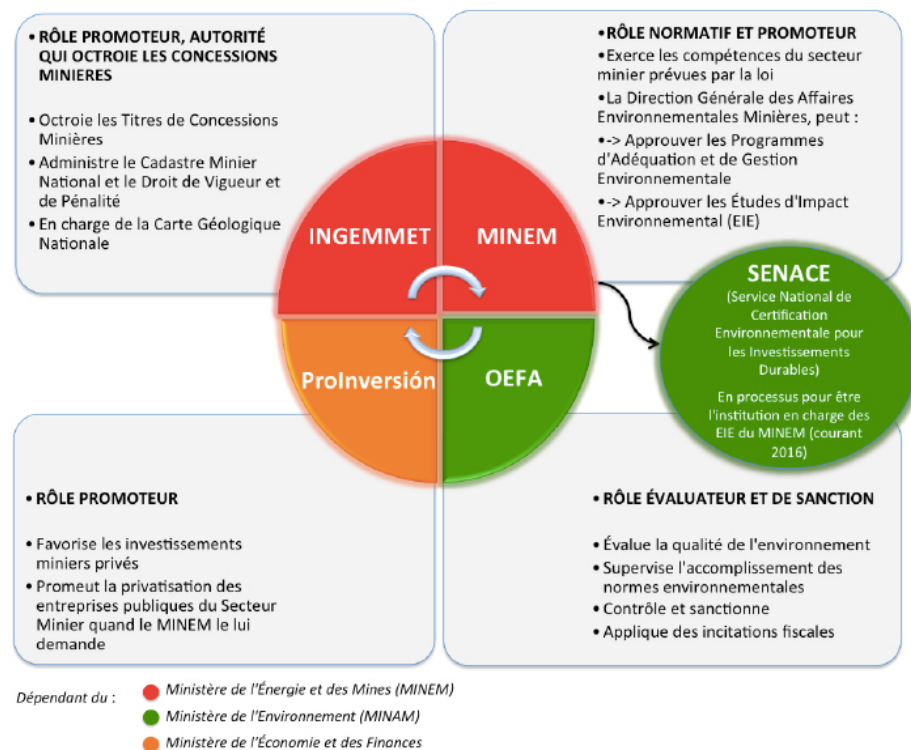 • RÔLE PROMOTEUR, AUTORITÉ
QUI OCTROIE LES CONCESSIONS
MINIERES
• Octroie les Titres de Concessions
Minières
• Administre le Cadastre Minier
National et le Droit de Vigueur et
de Pénalité
• En charge de la Carte Géologique
Nationale
• RÔLE NORMATIF ET PROMOTEUR
• Exerce les compétences du secteur
minier prévues par la loi
• La Direction Générale des Affaires
Environmentales Minières, peut :
• -> Approuver les Programmes
d'Adéquation et de Gestion
Environmentale
• -> Approuver les Études d'Impact
Environmental (EIE)
INGEMMET
MINEM
ProInversión
OEFA
SENACE
(Service National de
Certification
Environmentale pour
les Investissements
Durables)
En processus pour être
l'institution en charge des
EIE du MINEM (courant
2016)
• RÔLE PROMOTEUR
• Favorise les investissements
miniers privés
• Promeut la privatisation des
entreprises publiques du Secteur
Minier quand le MINEM le lui
demande
• RÔLE ÉVALUATEUR ET DE SANCTION
• Évalue la qualité de l'environnement
• Supervise l'accomplissement des
normes environmentales
• Contrôle et sanctionne
• Applique des incitations fiscales
Dépendant du :
Ministère de l'Énergie et des Mines (MINEM)
Ministère de l'Environnement (MINAM)
Ministère de l'Économie et des Finances